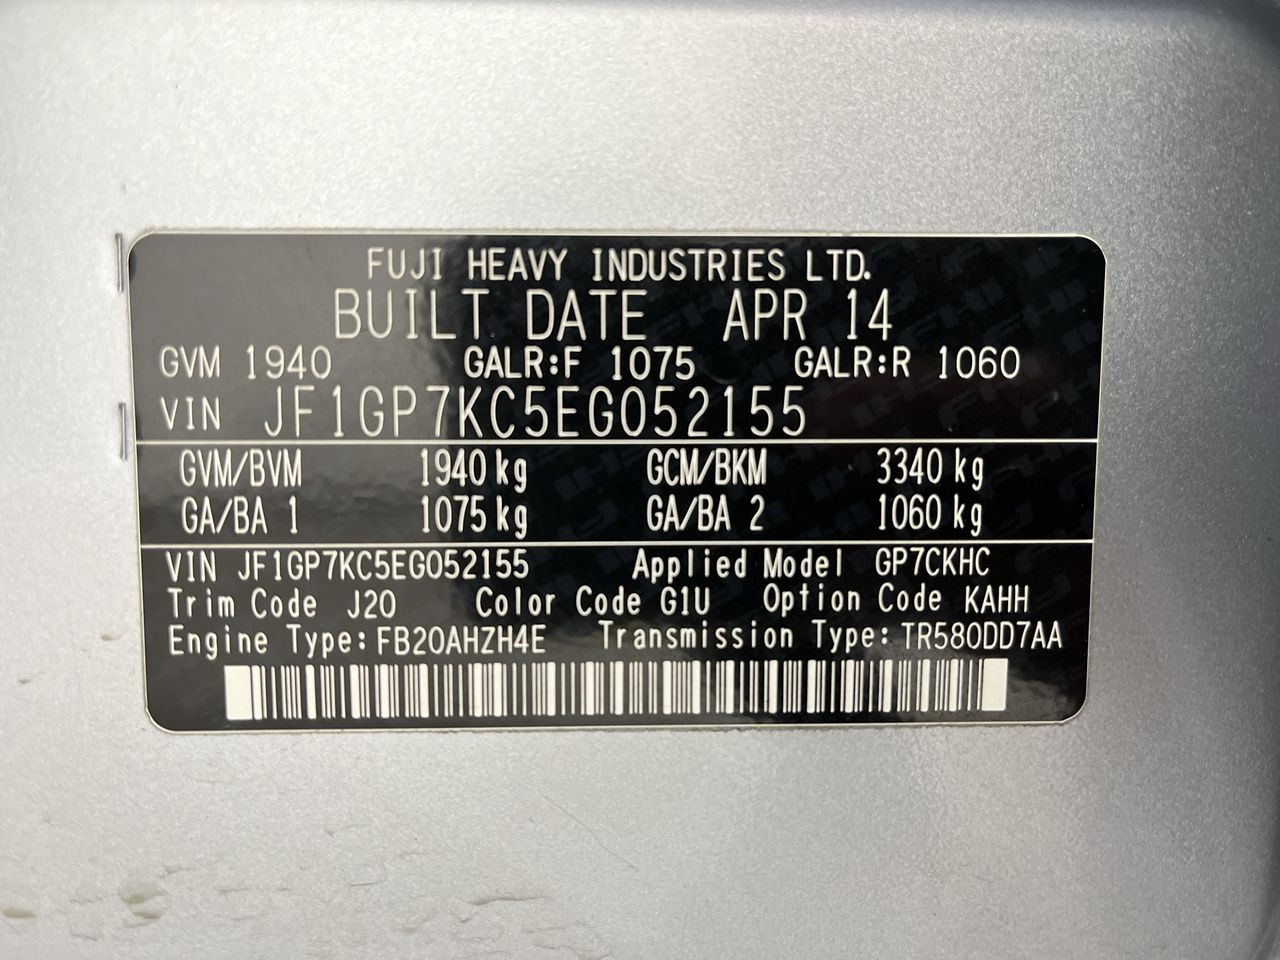 FUJI HEAVY INDUSTRIES LTD.
BUILT DATE APR 14
GVM 1940 GALR:F 1075 GALR:R 1060
VIN JF1GP7KC5EG052155
GVM/BVM 1940 kg GCM/BKM 3340 kg
GA/BA 1 1075 kg GA/BA 2 1060 kg
VIN JF1GP7KC5EG052155 Applied Model GP7CKHC
Trim Code J20 Color Code G1U Option Code KAHH
Engine Type:FB20AHZH4E Transmission Type:TR580DD7AA